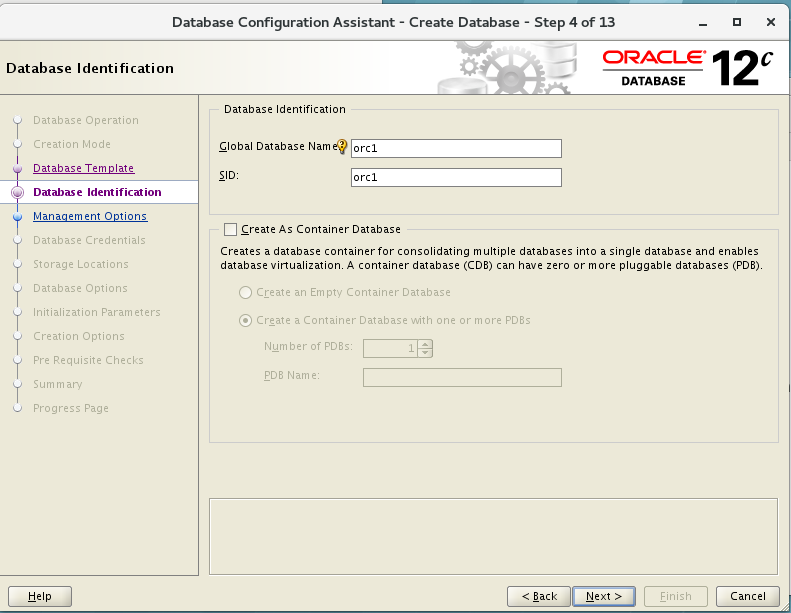 Database Configuration Assistant - Create Database - Step 4 of 13
Database Identification
ORACLE®
DATABASE
12c
Database Operation
Creation Mode
Database Template
Database Identification
Management Options
Database Credentials
Storage Locations
Database Options
Initialization Parameters
Creation Options
Pre Requisite Checks
Summary
Progress Page
Database Identification
Global Database Name
orc1
SID:
orc1
Create As Container Database
Creates a database container for consolidating multiple databases into a single database and enables
database virtualization. A container database (CDB) can have zero or more pluggable databases (PDB).
Create an Empty Container Database
Create a Container Database with one or more PDBs
Number of PDBs:
1
PDB Name:
Help
< Back
Next >
Finish
Cancel